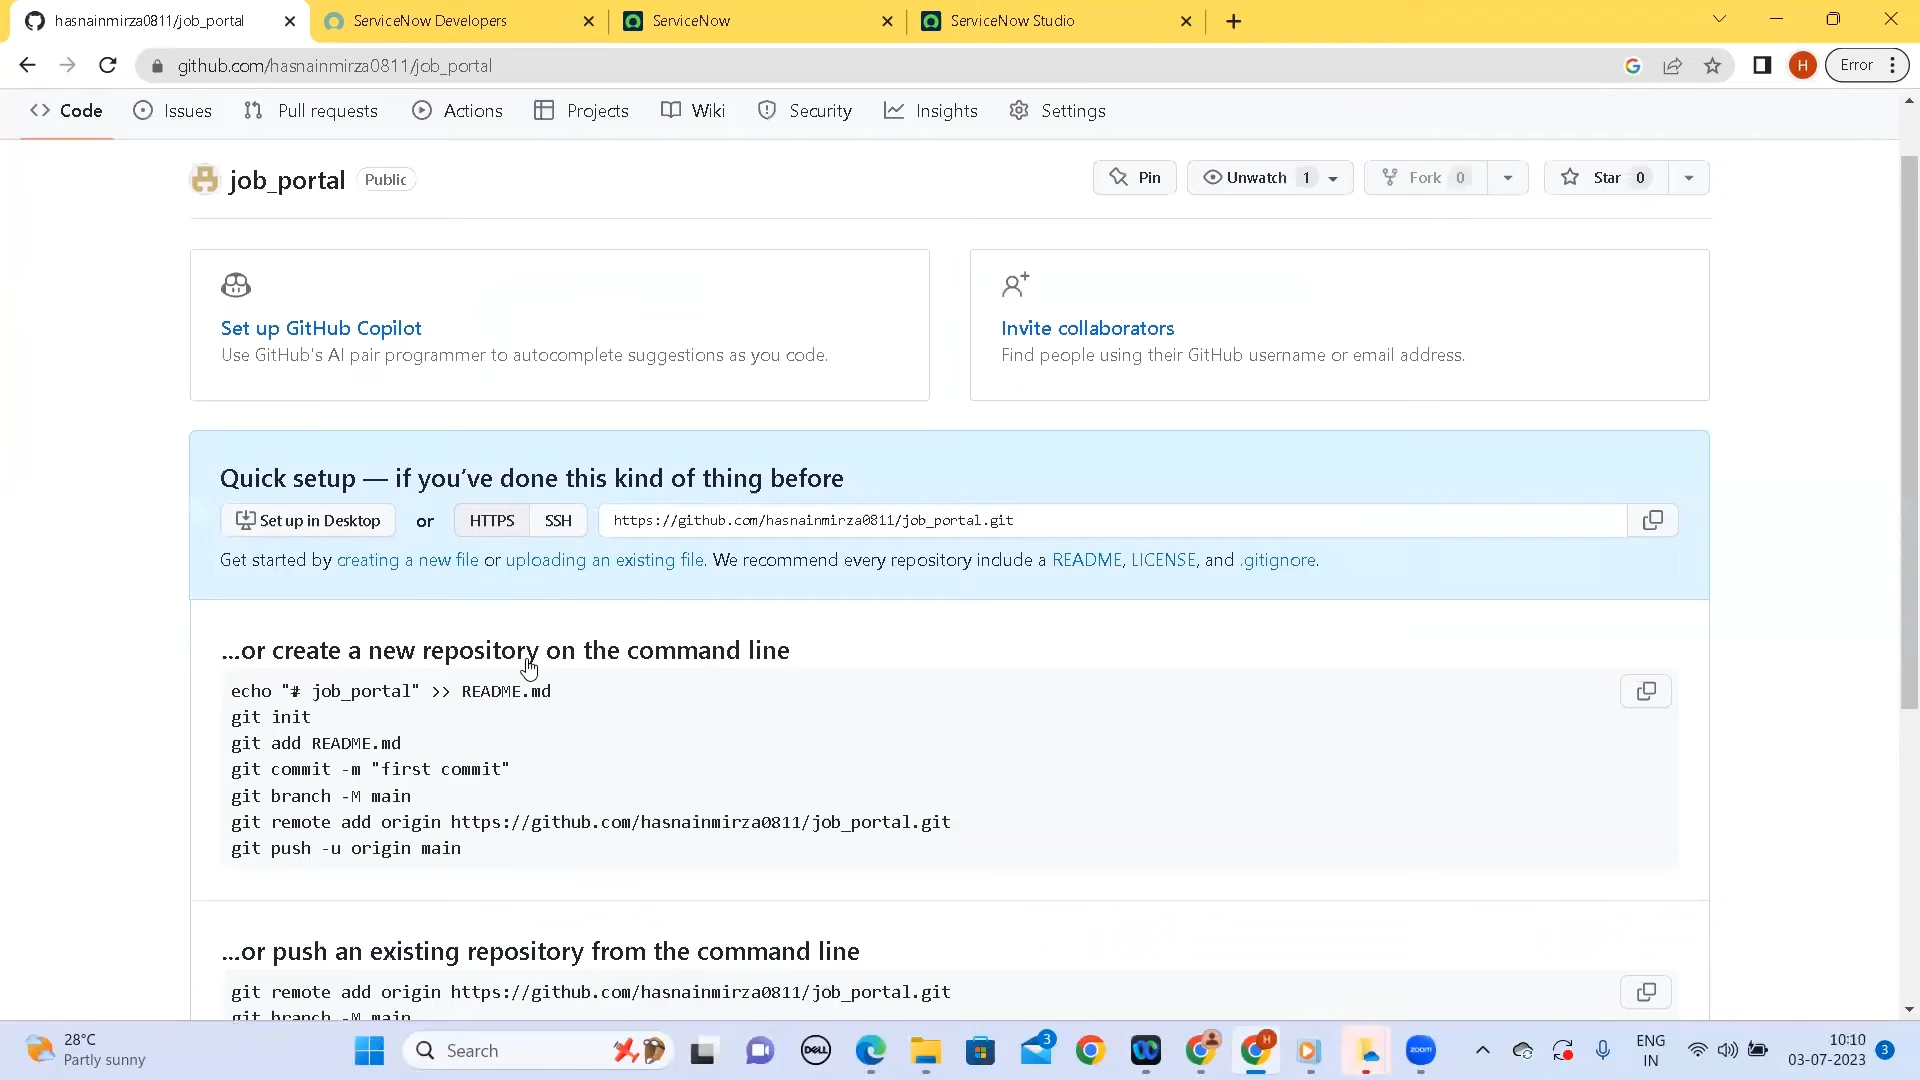 hasnainmirza0811/job_portal
ServiceNow Developers
ServiceNow
ServiceNow Studio
github.com/hasnainmirza0811/job_portal
H
Error
Code
Issues
Pull requests
Actions
Projects
Wiki
Security
Insights
Settings
job_portal
Public
Pin
Unwatch 1
Fork 0
Star 0
Set up GitHub Copilot
Use GitHub's AI pair programmer to autocomplete suggestions as you code.
Invite collaborators
Find people using their GitHub username or email address.
Quick setup — if you’ve done this kind of thing before
Set up in Desktop
or
HTTPS
SSH
https://github.com/hasnainmirza0811/job_portal.git
Get started by creating a new file or uploading an existing file. We recommend every repository include a README, LICENSE, and .gitignore.
…or create a new repository on the command line
echo "# job_portal" >> README.md
git init
git add README.md
git commit -m "first commit"
git branch -M main
git remote add origin https://github.com/hasnainmirza0811/job_portal.git
git push -u origin main
…or push an existing repository from the command line
git remote add origin https://github.com/hasnainmirza0811/job_portal.git
git branch -M main
28°C
Partly sunny
Search
DELL
3
H
zoom
ENG
IN
10:10
03-07-2023
3